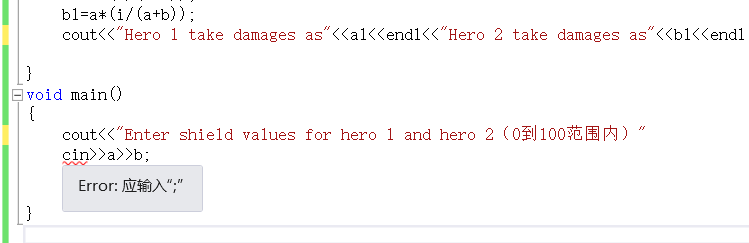 b1=a*(i/(a+b));
cout<<"Hero 1 take damages as"<<a1<<endl<<"Hero 2 take damages as"<<b1<<endl
}
void main()
{
cout<<"Enter shield values for hero 1 and hero 2（0到100范围内）"
cin>>a>>b;
Error: 应输入“;”
}